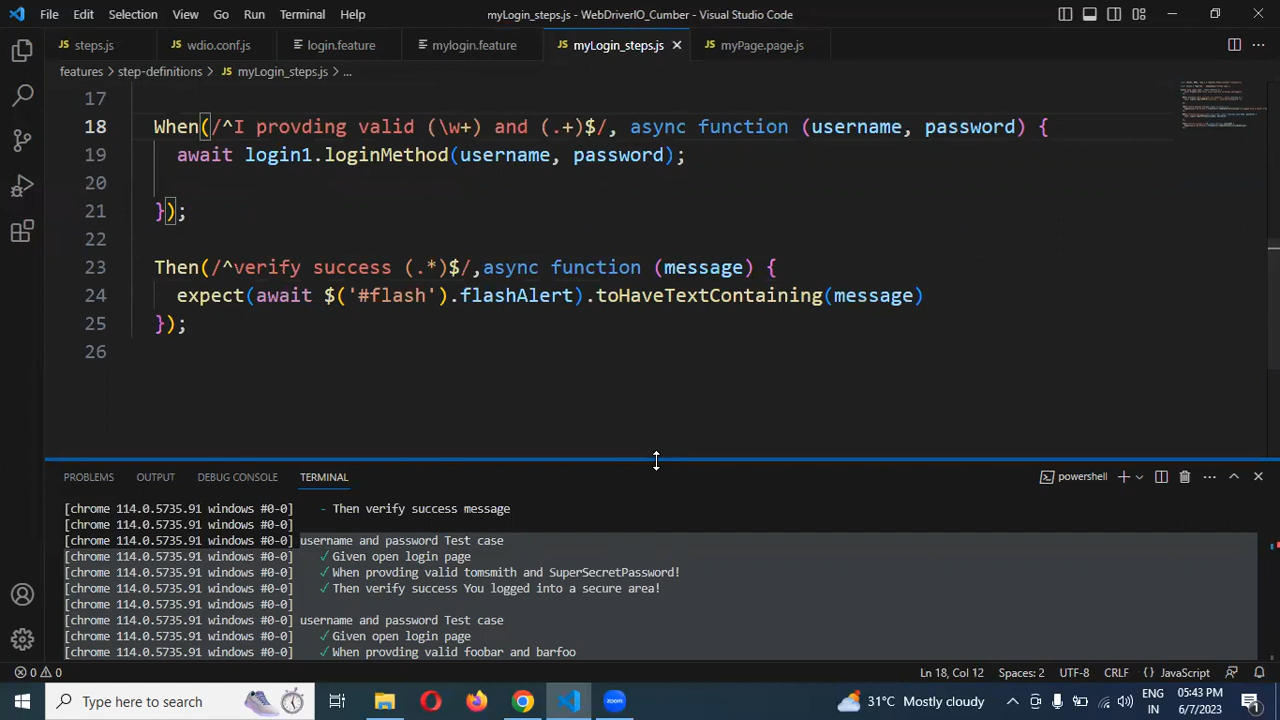 File Edit Selection View Go Run Terminal Help myLogin_steps.js - WebDriverIO_Cumber - Visual Studio Code
steps.js wdio.conf.js login.feature mylogin.feature myLogin_steps.js myPage.page.js
features > step-definitions > myLogin_steps.js > ...
17
18 When(/^I provding valid (\w+) and (.+)$/, async function (username, password) {
19 await login1.loginMethod(username, password);
20
21 });
22
23 Then(/^verify success (.*)$/,async function (message) {
24 expect(await $('#flash').flashAlert).toHaveTextContaining(message)
25 });
26
PROBLEMS OUTPUT DEBUG CONSOLE TERMINAL powershell
[chrome 114.0.5735.91 windows #0-0] - Then verify success message
[chrome 114.0.5735.91 windows #0-0]
[chrome 114.0.5735.91 windows #0-0] username and password Test case
[chrome 114.0.5735.91 windows #0-0] ✓ Given open login page
[chrome 114.0.5735.91 windows #0-0] ✓ When provding valid tomsmith and SuperSecretPassword!
[chrome 114.0.5735.91 windows #0-0] ✓ Then verify success You logged into a secure area!
[chrome 114.0.5735.91 windows #0-0]
[chrome 114.0.5735.91 windows #0-0] username and password Test case
[chrome 114.0.5735.91 windows #0-0] ✓ Given open login page
[chrome 114.0.5735.91 windows #0-0] ✓ When provding valid foobar and barfoo
0 0 Ln 18, Col 12 Spaces: 2 UTF-8 CRLF {} JavaScript
Type here to search zoom 31°C Mostly cloudy ENG IN 05:43 PM 6/7/2023 1